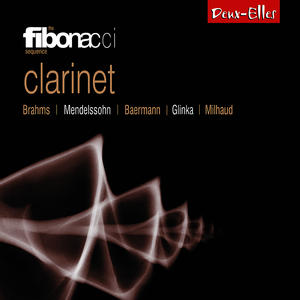 Deux-Elles
the
fibonacci
sequence
clarinet
Brahms | Mendelssohn | Baermann | Glinka | Milhaud